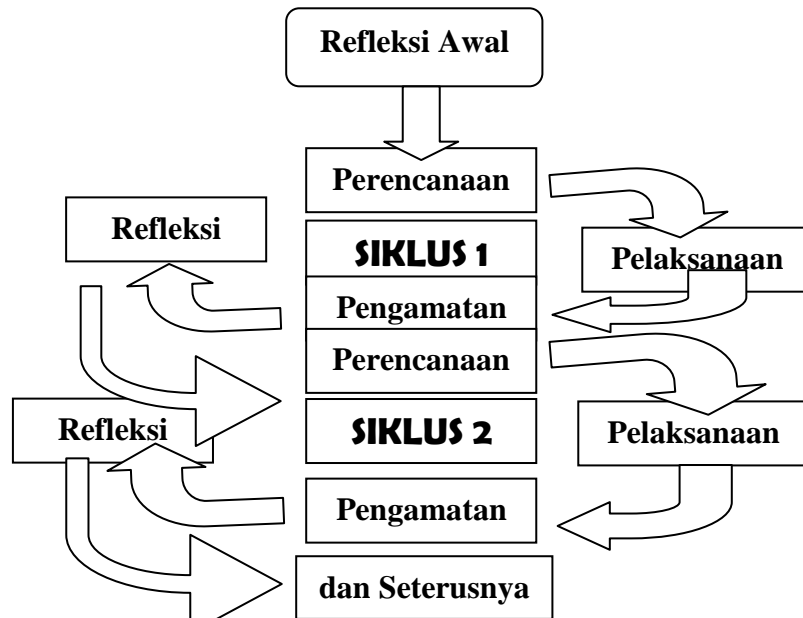 Refleksi Awal
Perencanaan
Refleksi
SIKLUS 1
Pelaksanaan
Pengamatan
Perencanaan
Refleksi
SIKLUS 2
Pelaksanaan
Pengamatan
dan Seterusnya